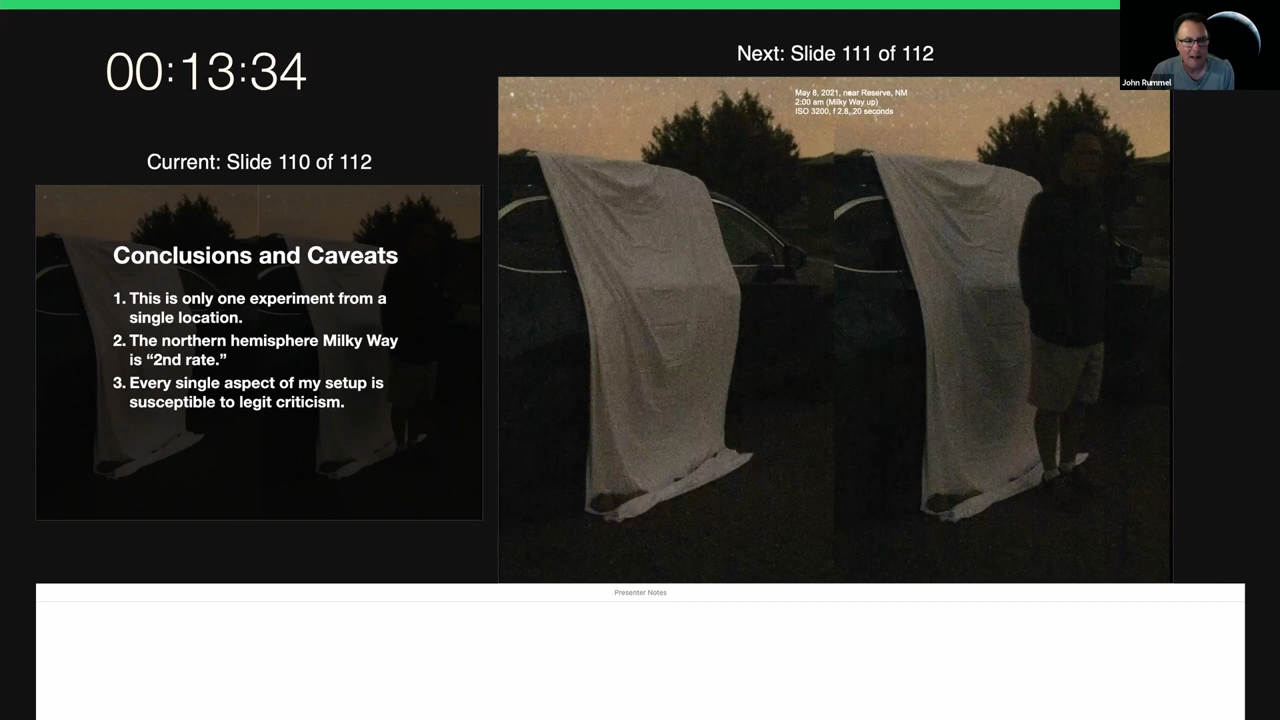 00:13:34
Next: Slide 111 of 112
John Rummel
May 8, 2021, near Reserve, NM
2:00 am (Milky Way up)
ISO 3200, f 2.8, 20 seconds
Current: Slide 110 of 112
Conclusions and Caveats
1. This is only one experiment from a
single location.
2. The northern hemisphere Milky Way
is “2nd rate.”
3. Every single aspect of my setup is
susceptible to legit criticism.
Presenter Notes